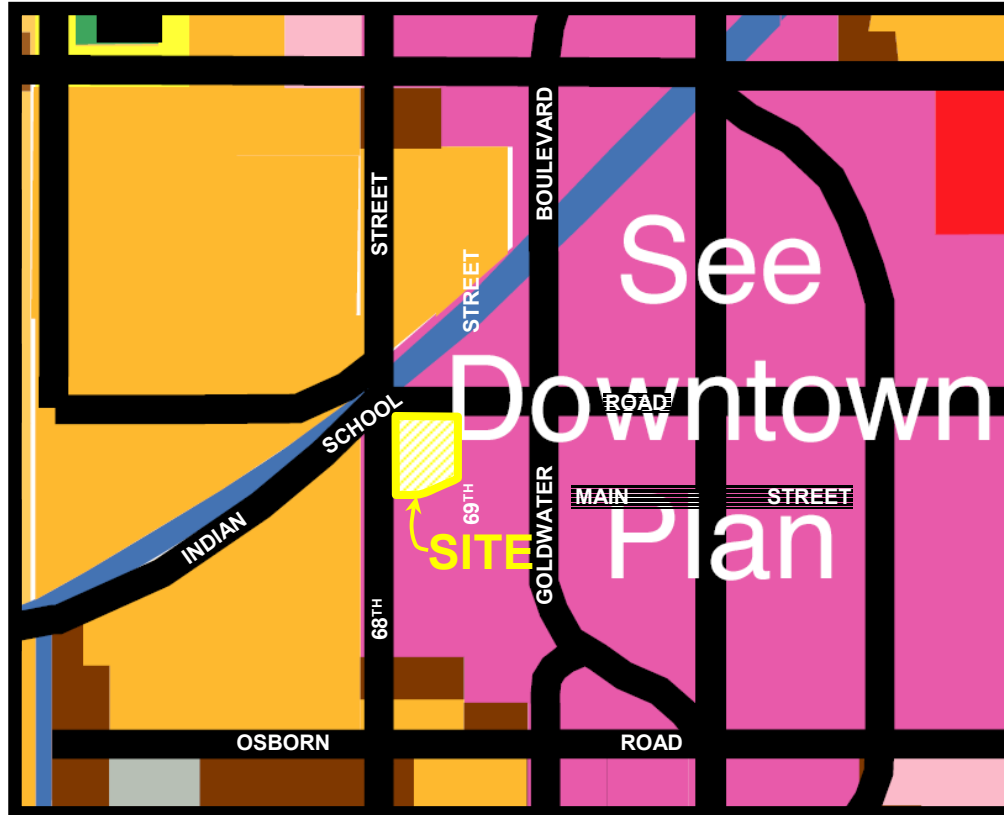 BOULEVARD
STREET
STREET
See
Downtown
Plan
ROAD
INDIAN SCHOOL
MAIN STREET
69TH
GOLDWATER
SITE
68TH
OSBORN ROAD